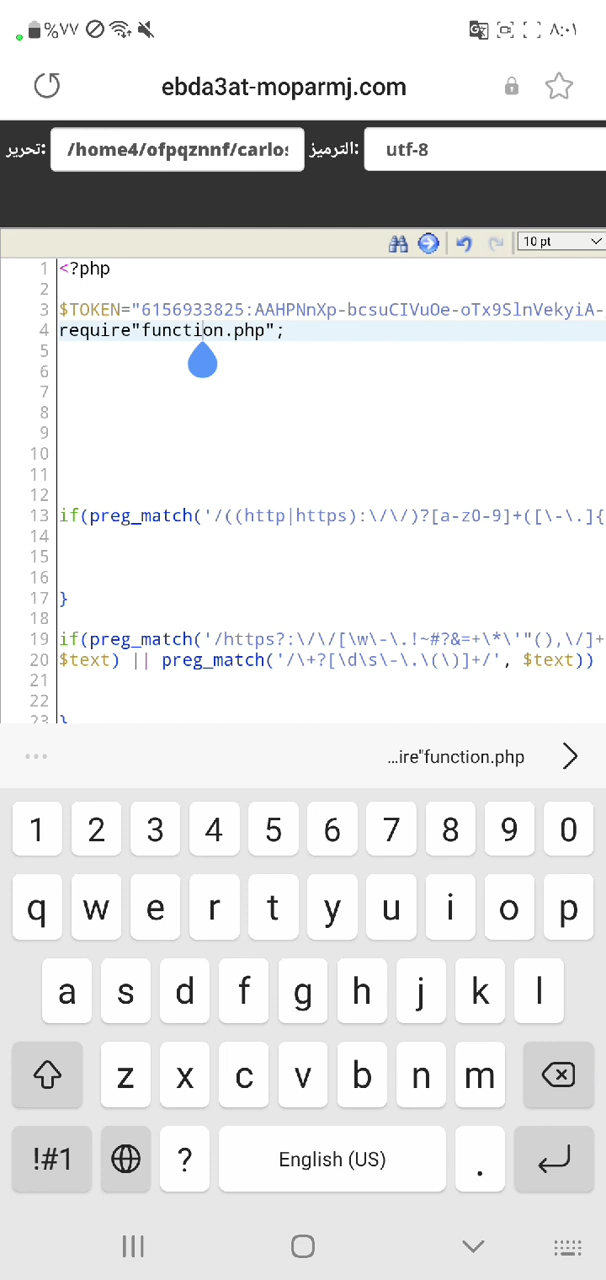 %٧٧ ٨:٠١
ebda3at-moparmj.com
تحرير: /home4/ofpqznnf/carlos الترميز: utf-8
10 pt
1 <?php
2
3 $TOKEN="6156933825:AAHPNnXp-bcsuCIVuOe-oTx9SlnVekyiA-
4 require"function.php";
5
6
7
8
9
10
11
12
13 if(preg_match('/((http|https):\/\/)?[a-z0-9]+([\-\.]{
14
15
16
17 }
18
19 if(preg_match('/https?:\/\/[\w\-\.!~#?&=+\*\'"(),\/]+
20 $text) || preg_match('/\+?[\d\s\-\.\(\)]+/', $text))
21
22
23 }
...ire"function.php
1 2 3 4 5 6 7 8 9 0
q w e r t y u i o p
a s d f g h j k l
z x c v b n m
!#1 ? English (US) .